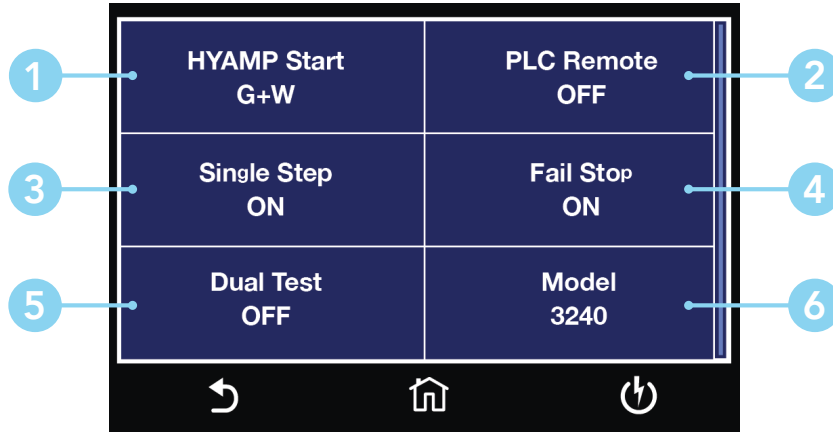 HYAMP Start
G+W
PLC Remote
OFF
1
2
Single Step
ON
Fail Stop
ON
3
4
Dual Test
OFF
Model
3240
5
6